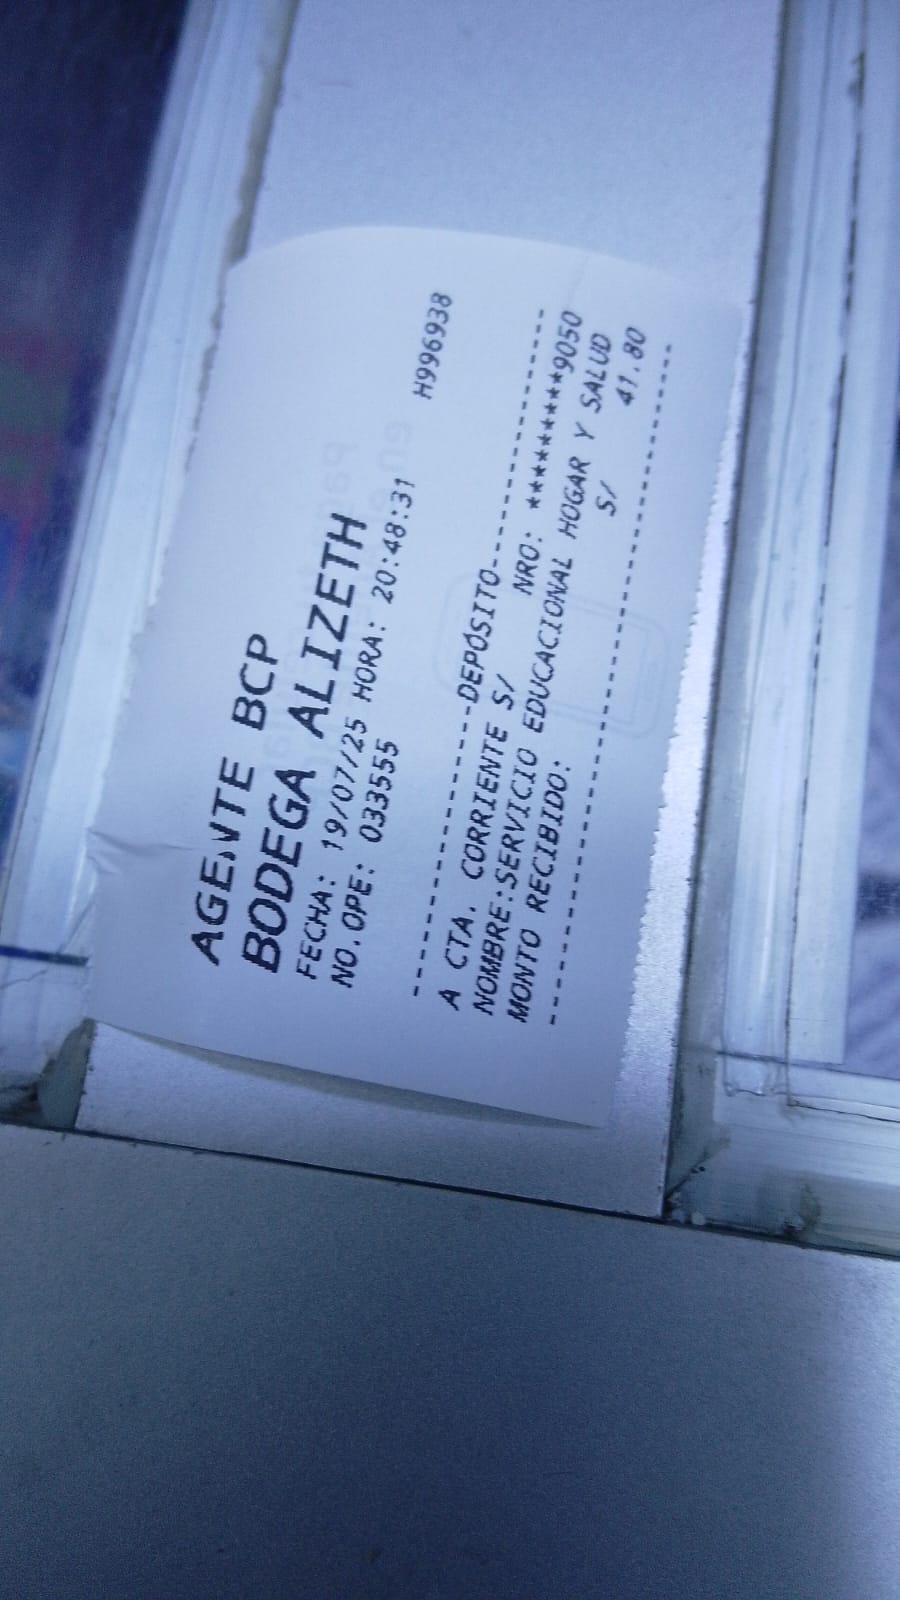 AGENTE BCP
BODEGA ALIZETH
FECHA: 19/07/25 HORA: 20:48:31
NO.OPE: 033555 H996938
--------------------DEPÓSITO--------------------
A CTA. CORRIENTE S/ NRO: *********9050
NOMBRE:SERVICIO EDUCACIONAL HOGAR Y SALUD
MONTO RECIBIDO: S/ 41.80